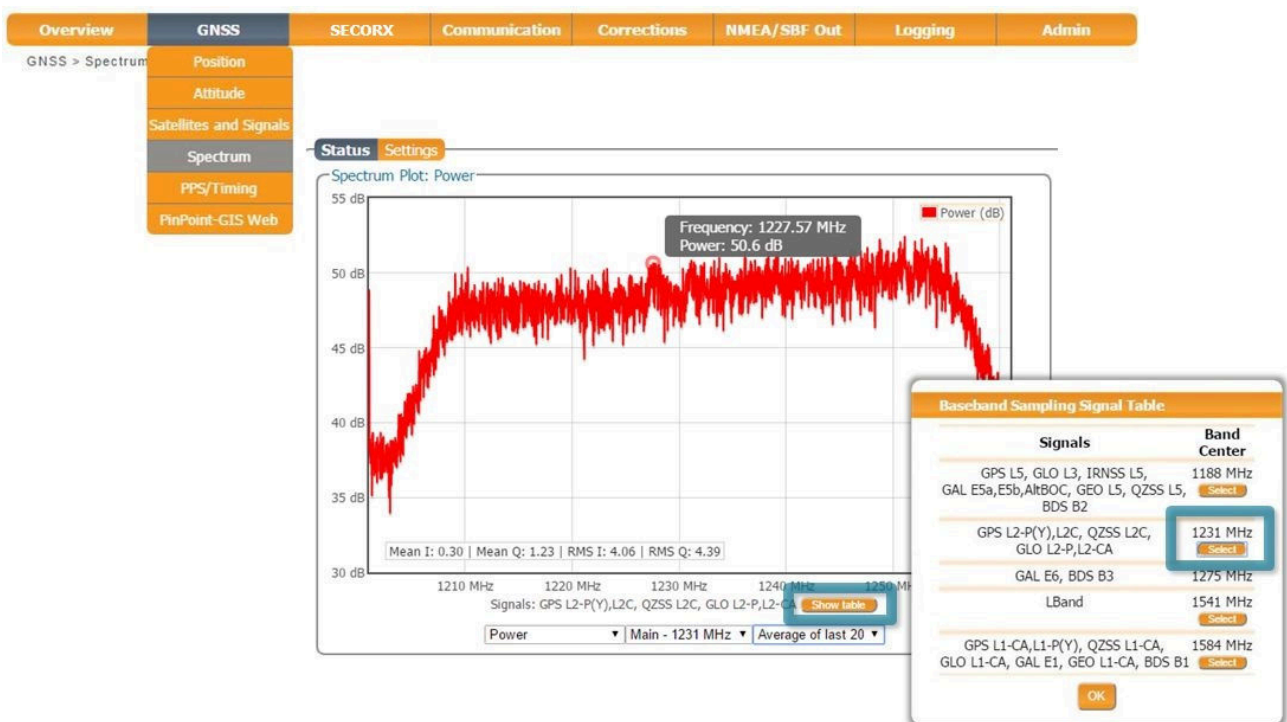 Overview GNSS SECORX Communication Corrections NMEA/SBF Out Logging Admin
GNSS > Spectrum
Position
Attitude
Satellites and Signals
Spectrum
PPS/Timing
PinPoint-GIS Web
Status Settings
Spectrum Plot: Power
55 dB
50 dB
45 dB
40 dB
35 dB
30 dB
Power (dB)
Frequency: 1227.57 MHz
Power: 50.6 dB
Mean I: 0.30 | Mean Q: 1.23 | RMS I: 4.06 | RMS Q: 4.39
1210 MHz 1220 MHz 1230 MHz 1240 MHz 1250 MH
Signals: GPS L2-P(Y),L2C, QZSS L2C, GLO L2-P,L2-CA Show table
Power Main - 1231 MHz Average of last 20
Baseband Sampling Signal Table
Signals Band
Center
GPS L5, GLO L3, IRNSS L5, 1188 MHz
GAL E5a,E5b,AltBOC, GEO L5, QZSS L5, Select
BDS B2
GPS L2-P(Y),L2C, QZSS L2C, 1231 MHz
GLO L2-P,L2-CA Select
GAL E6, BDS B3 1275 MHz
LBand 1541 MHz
Select
GPS L1-CA,L1-P(Y), QZSS L1-CA, 1584 MHz
GLO L1-CA, GAL E1, GEO L1-CA, BDS B1 Select
OK